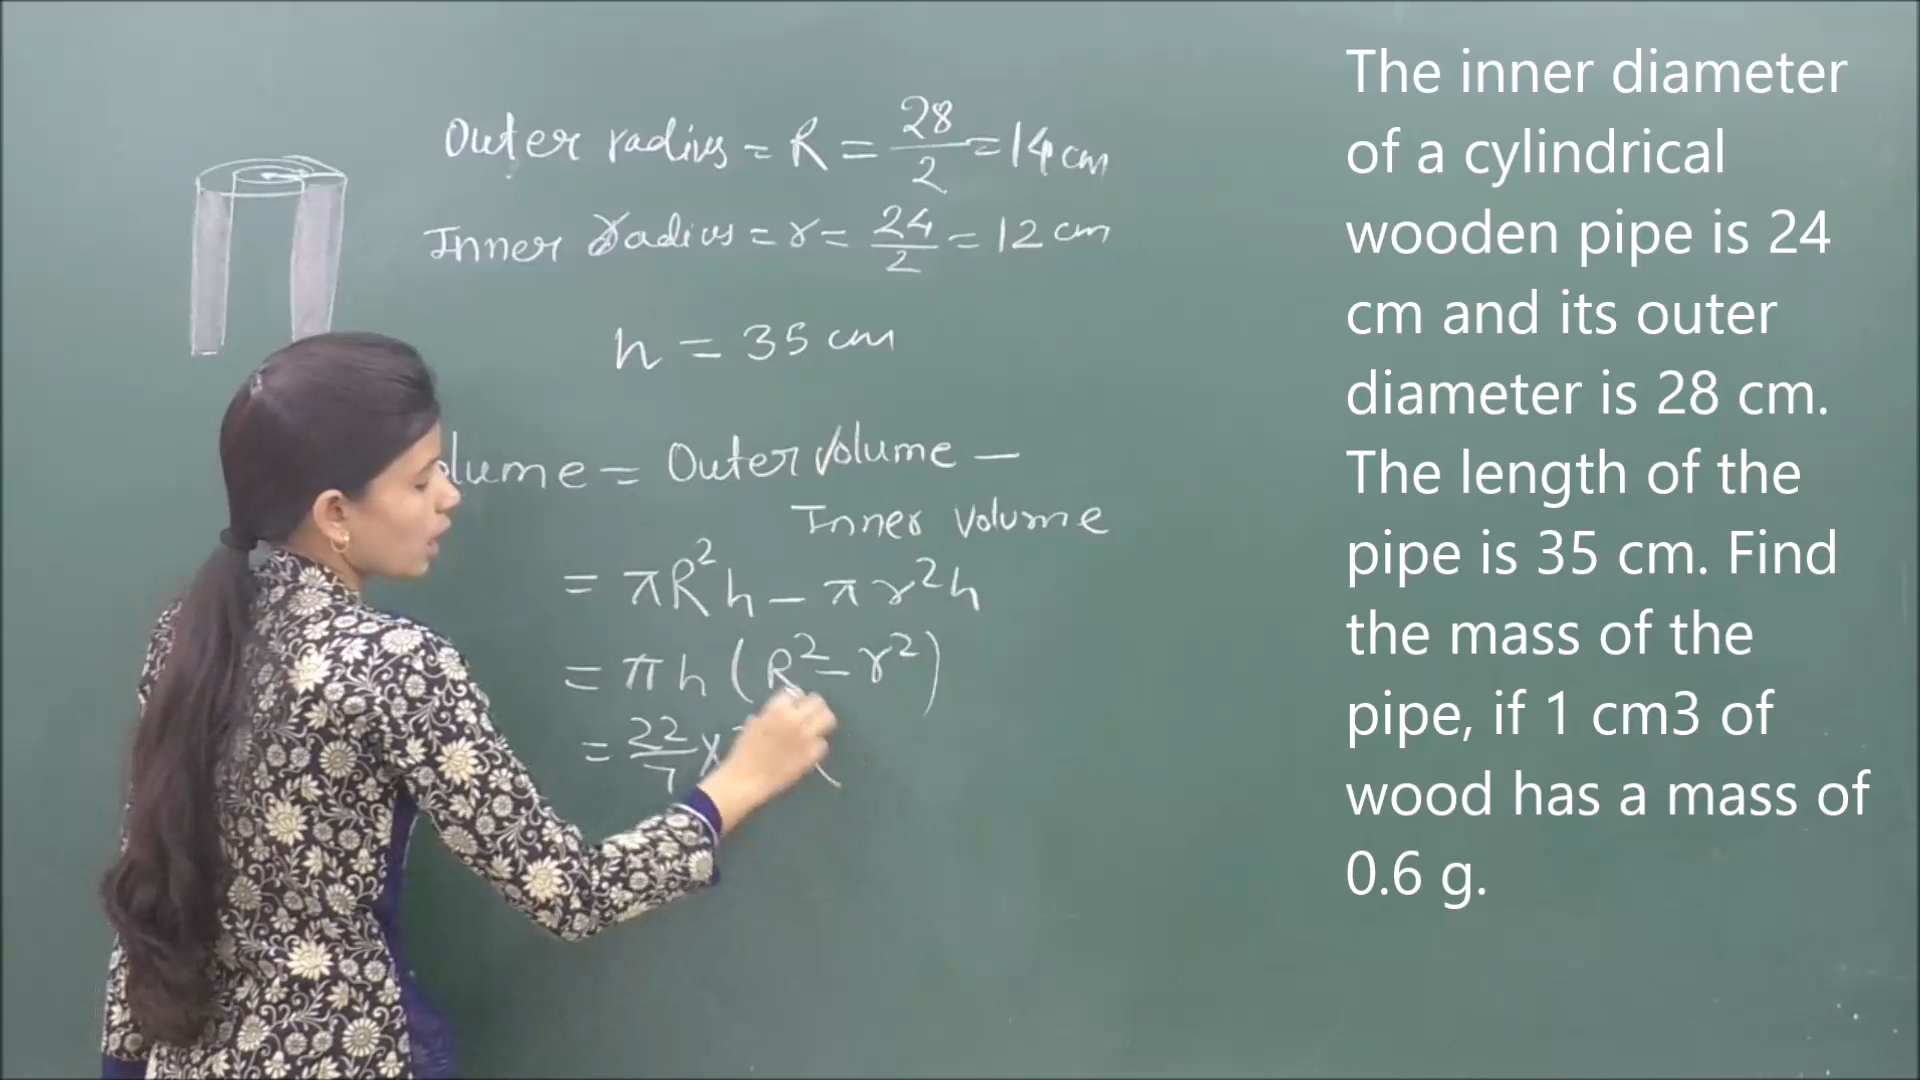 Outer radius = R = 28/2 = 14 cm
Inner radius = r = 24/2 = 12 cm
h = 35 cm
= Outer Volume -
Inner Volume
= πR²h - πr²h
= πh (R² - r²)
= 22/7 x
The inner diameter
of a cylindrical
wooden pipe is 24
cm and its outer
diameter is 28 cm.
The length of the
pipe is 35 cm. Find
the mass of the
pipe, if 1 cm3 of
wood has a mass of
0.6 g.